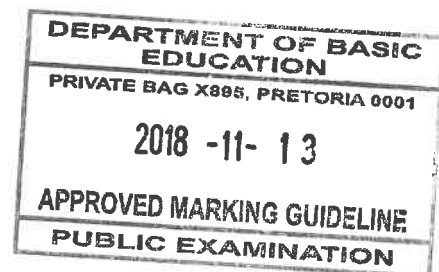 DEPARTMENT OF BASIC
EDUCATION
PRIVATE BAG X895, PRETORIA 0001
2018 -11- 13
APPROVED MARKING GUIDELINE
PUBLIC EXAMINATION